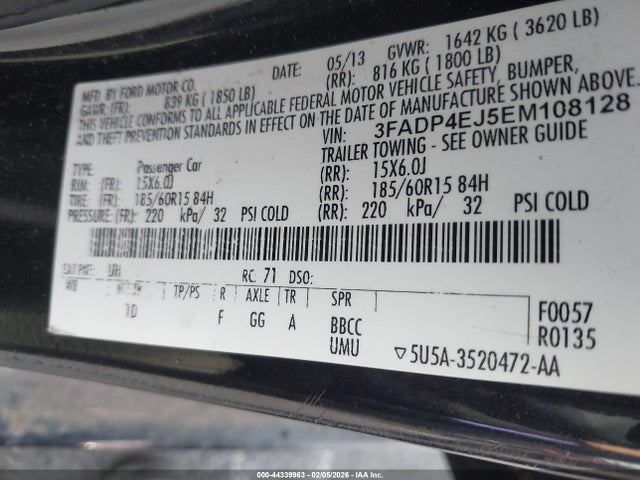 MFD. BY FORD MOTOR CO.
DATE: 05/13 GVWR: 1642 KG ( 3620 LB)
GAWR: (FR): 839 KG ( 1850 LB) (RR): 816 KG ( 1800 LB)
THIS VEHICLE CONFORMS TO ALL APPLICABLE FEDERAL MOTOR VEHICLE SAFETY, BUMPER,
AND THEFT PREVENTION STANDARDS IN EFFECT ON THE DATE OF MANUFACTURE SHOWN ABOVE.
VIN: 3FADP4EJ5EM108128
TYPE: Passenger Car TRAILER TOWING - SEE OWNER GUIDE
RIM: (FR): 15X6.0J (RR): 15X6.0J
TIRE: (FR): 185/60R15 84H (RR): 185/60R15 84H
PRESSURE: (FR): 220 kPa/ 32 PSI COLD (RR): 220 kPa/ 32 PSI COLD
EXT PNT: UH RC: 71 DSO:
WB TP/PS R AXLE TR SPR
10 F GG A BBCC
UMU
F0057
R0135
▽5U5A-3520472-AA
000-44339963 - 02/05/2026 - IAA Inc.